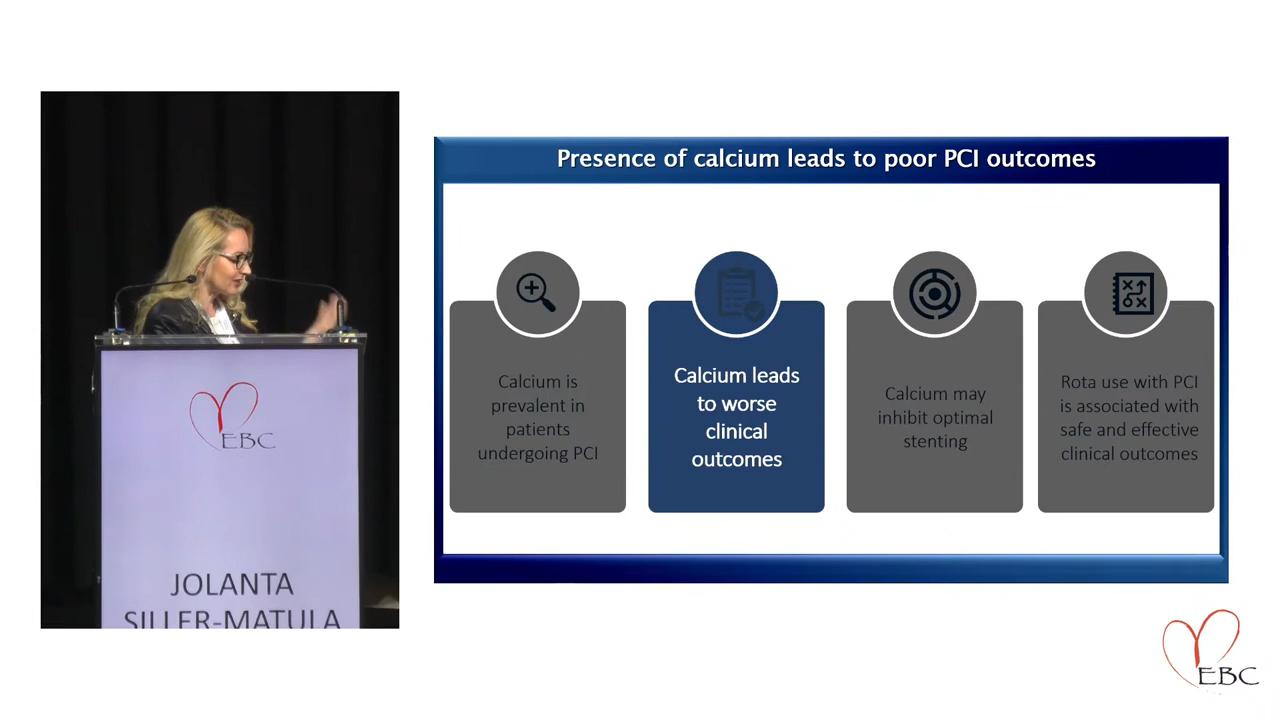 Presence of calcium leads to poor PCI outcomes
Calcium is
prevalent in
patients
undergoing PCI
Calcium leads
to worse
clinical
outcomes
Calcium may
inhibit optimal
stenting
Rota use with PCI
is associated with
safe and effective
clinical outcomes
EBC
JOLANTA
SILLER-MATULA
EBC